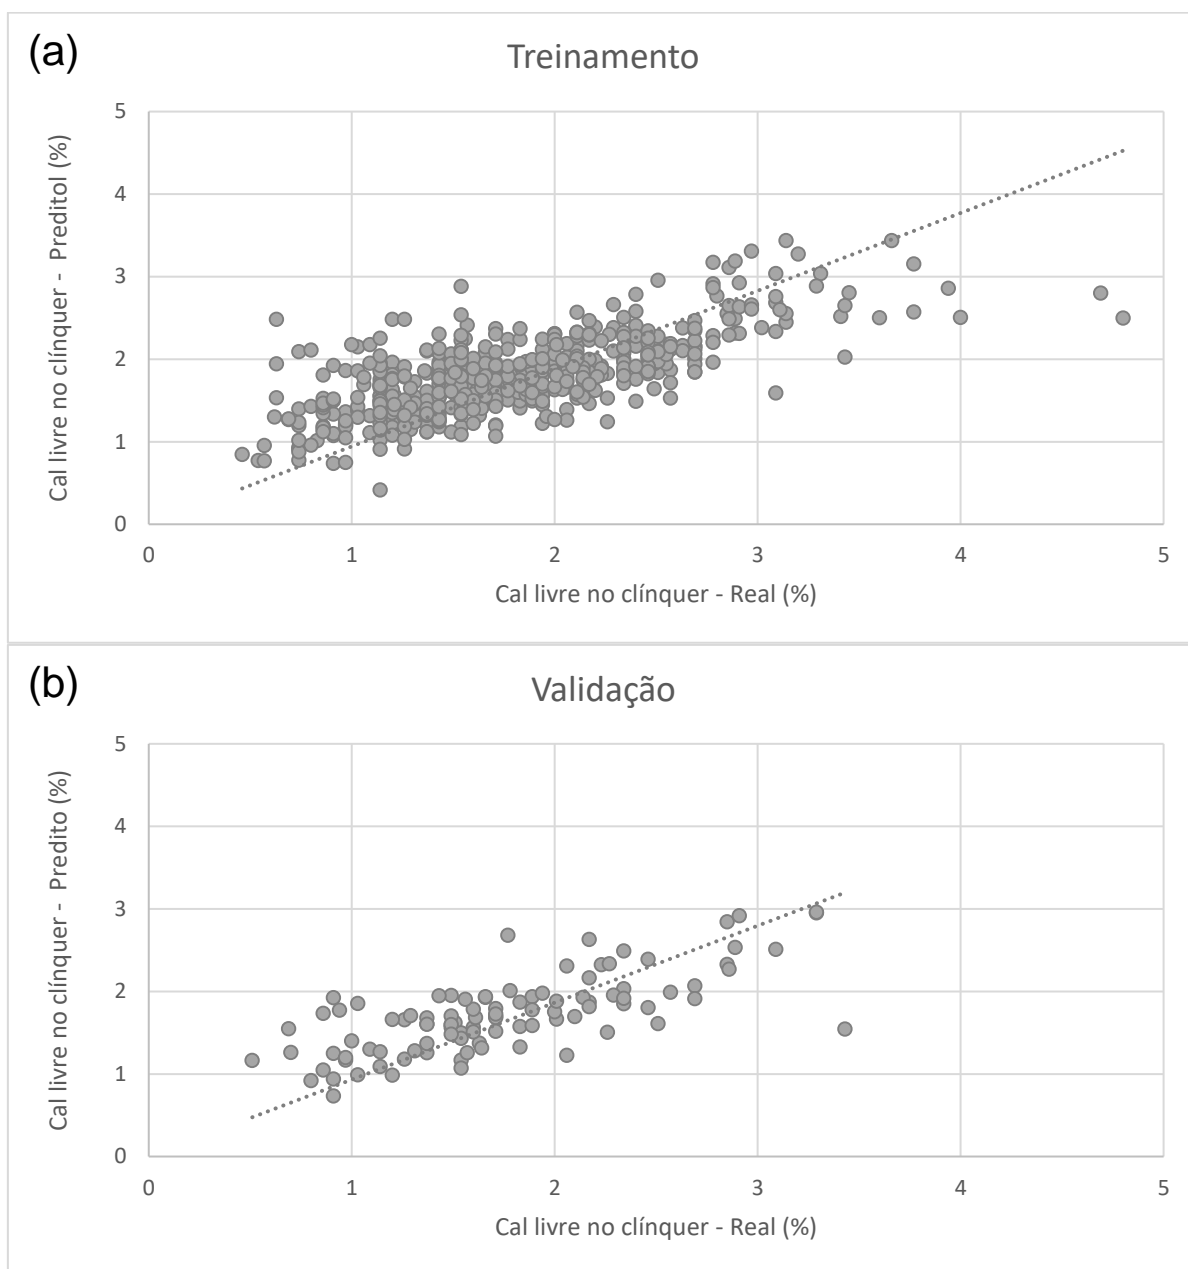 (a)
Treinamento
Cal livre no clínquer - Preditol (%)
5
4
3
2
1
0
0 1 2 3 4 5
Cal livre no clínquer - Real (%)
(b)
Validação
Cal livre no clínquer - Predito (%)
5
4
3
2
1
0
0 1 2 3 4 5
Cal livre no clínquer - Real (%)